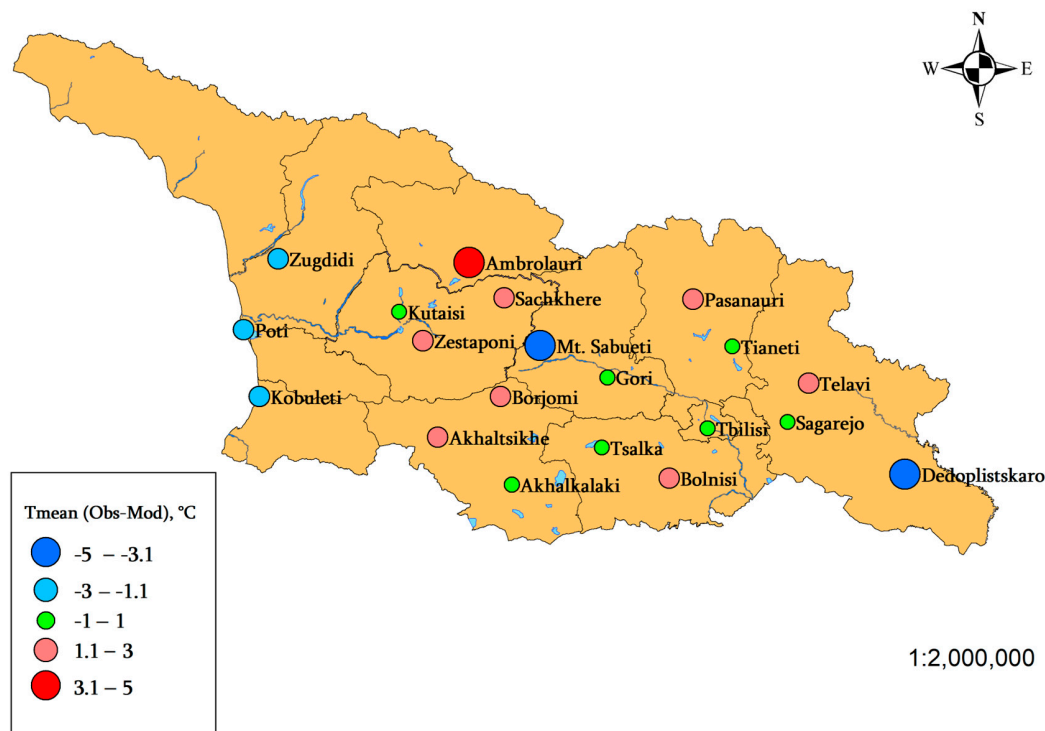 N
W E
S
Zugdidi
Ambrolauri
Sachkhere
Pasanauri
Kutaisi
Poti
Zestaponi
Mt. Sabueti
Tianeti
Gori
Telavi
Kobuleti
Borjomi
Sagarejo
Tbilisi
Akhaltsikhe
Tsalka
Bolnisi
Dedoplistskaro
Akhalkalaki
Tmean (Obs-Mod), °C
-5 – -3.1
-3 – -1.1
-1 – 1
1.1 – 3
3.1 – 5
1:2,000,000